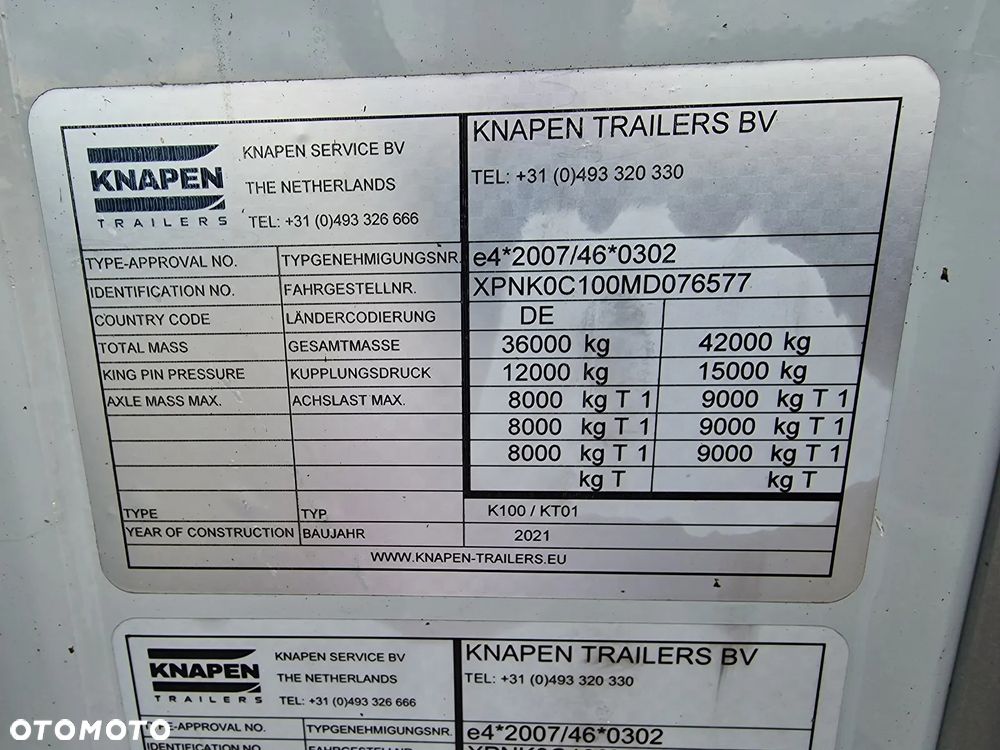 KNAPEN
TRAILERS
KNAPEN SERVICE BV
THE NETHERLANDS
TEL: +31 (0)493 326 666
KNAPEN TRAILERS BV
TEL: +31 (0)493 320 330
TYPE-APPROVAL NO. TYPGENEHMIGUNGSNR. e4*2007/46*0302
IDENTIFICATION NO. FAHRGESTELLNR. XPNK0C100MD076577
COUNTRY CODE LÄNDERCODIERUNG DE
TOTAL MASS GESAMTMASSE 36000 kg 42000 kg
KING PIN PRESSURE KUPPLUNGSDRUCK 12000 kg 15000 kg
AXLE MASS MAX. ACHSLAST MAX. 8000 kg T 1 9000 kg T 1
8000 kg T 1 9000 kg T 1
8000 kg T 1 9000 kg T 1
kg T kg T
TYPE TYP K100 / KT01
YEAR OF CONSTRUCTION BAUJAHR 2021
WWW.KNAPEN-TRAILERS.EU
KNAPEN
TRAILERS
KNAPEN SERVICE BV
THE NETHERLANDS
TEL: +31 (0)493 326 666
KNAPEN TRAILERS BV
TEL: +31 (0)493 320 330
TYPE-APPROVAL NO. TYPGENEHMIGUNGSNR. e4*2007/46*0302
IDENTIFICATION NO. FAHRGESTELLNR.
OTOMOTO